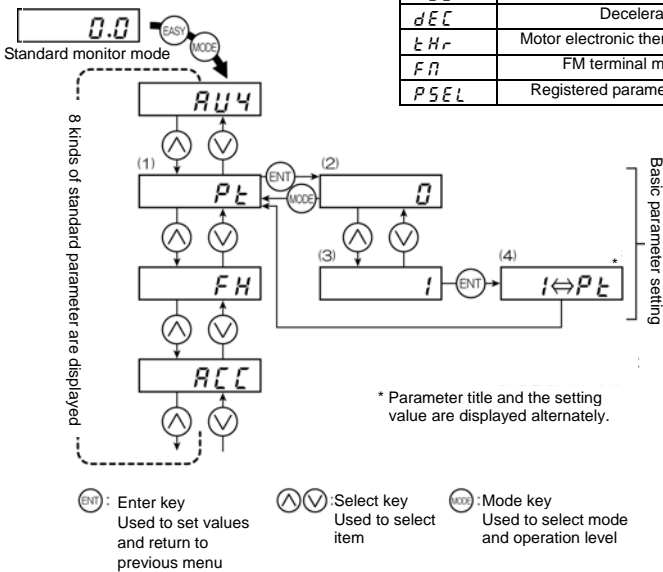 dEC Decelera
tHr Motor electronic ther
FM FM terminal m
PSEL Registered parame
0.0
EASY
MODE
Standard monitor mode
8 kinds of standard parameter are displayed
AU4
(1)
Pt
ENT
MODE
(2)
0
FH
(3)
1
ENT
(4)
*
1⇔Pt
Basic parameter setting
ACC
* Parameter title and the setting
value are displayed alternately.
ENT : Enter key
Used to set values
and return to
previous menu
:Select key
Used to select
item
MODE :Mode key
Used to select mode
and operation level